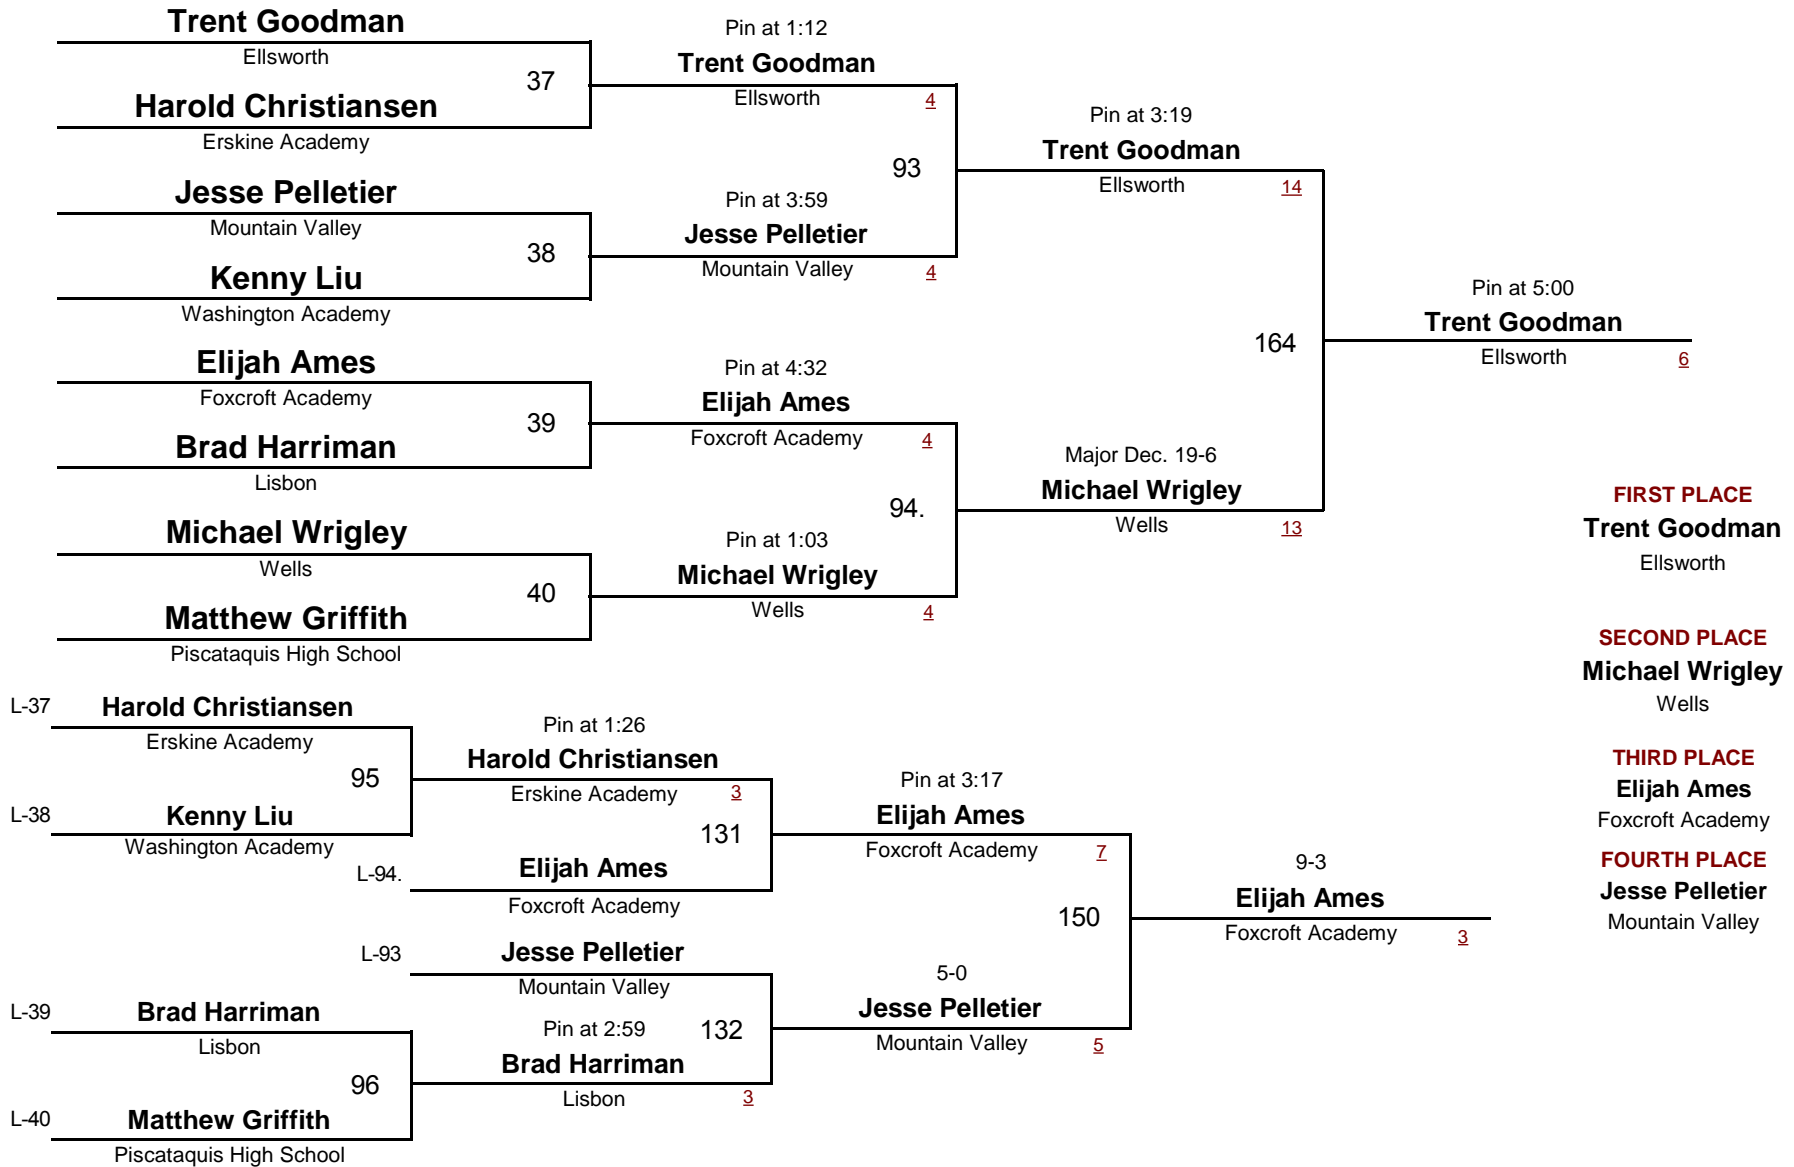 Trent Goodman
Ellsworth
37
Harold Christiansen
Erskine Academy
Jesse Pelletier
Mountain Valley
38
Kenny Liu
Washington Academy
Elijah Ames
Foxcroft Academy
39
Brad Harriman
Lisbon
Michael Wrigley
Wells
40
Matthew Griffith
Piscataquis High School
Pin at 1:12
Trent Goodman
Ellsworth 4
93
Pin at 3:59
Jesse Pelletier
Mountain Valley 4
Pin at 4:32
Elijah Ames
Foxcroft Academy 4
94.
Pin at 1:03
Michael Wrigley
Wells 4
Pin at 3:19
Trent Goodman
Ellsworth 14
164
Major Dec. 19-6
Michael Wrigley
Wells 13
Pin at 5:00
Trent Goodman
Ellsworth 6
FIRST PLACE
Trent Goodman
Ellsworth
SECOND PLACE
Michael Wrigley
Wells
THIRD PLACE
Elijah Ames
Foxcroft Academy
FOURTH PLACE
Jesse Pelletier
Mountain Valley
L-37 Harold Christiansen
Erskine Academy
95
L-38 Kenny Liu
Washington Academy
Pin at 1:26
Harold Christiansen
Erskine Academy 3
131
L-94. Elijah Ames
Foxcroft Academy
L-93 Jesse Pelletier
Mountain Valley
L-39 Brad Harriman
Lisbon
96
L-40 Matthew Griffith
Piscataquis High School
Pin at 2:59 132
Brad Harriman
Lisbon 3
Pin at 3:17
Elijah Ames
Foxcroft Academy 7
150
5-0
Jesse Pelletier
Mountain Valley 5
9-3
Elijah Ames
Foxcroft Academy 3